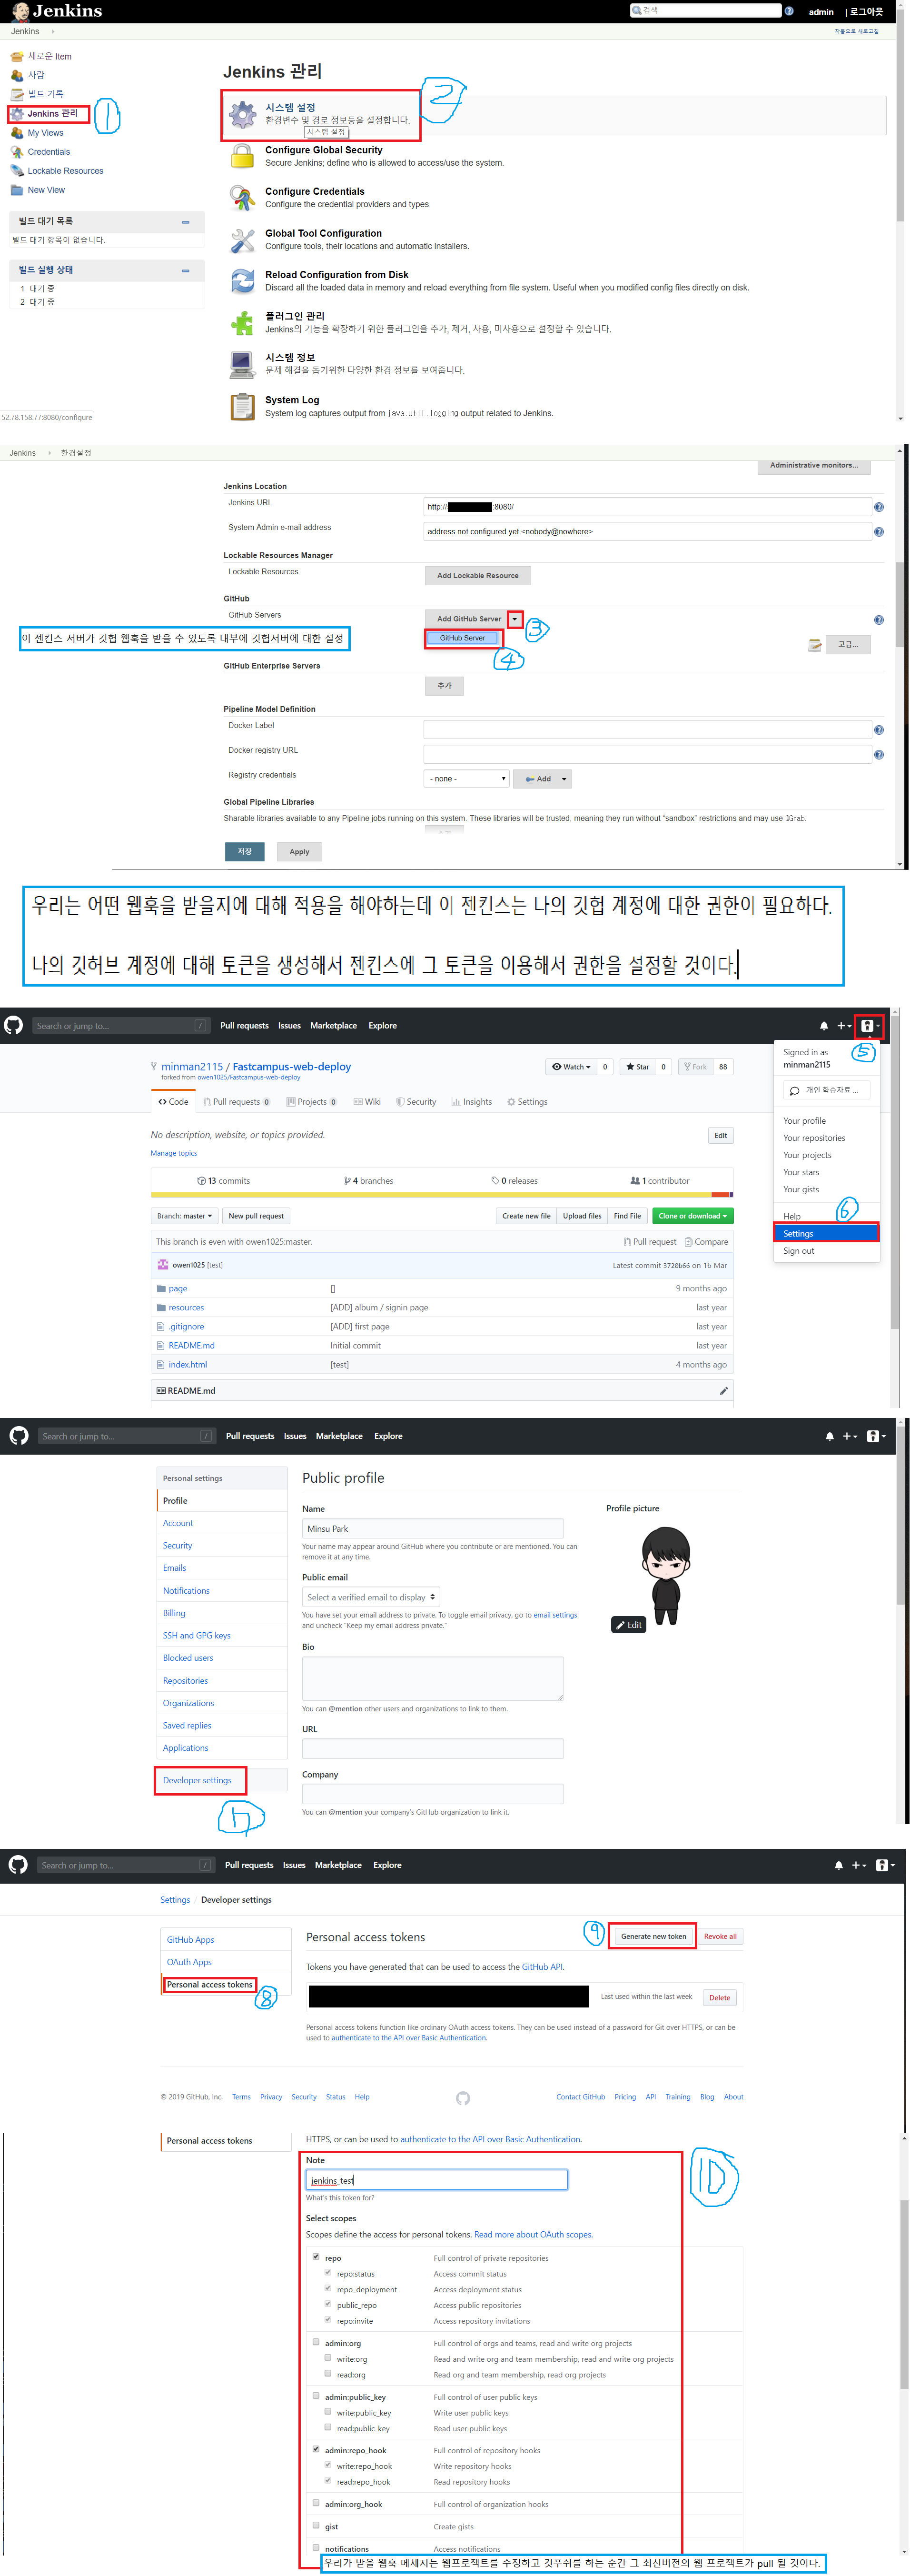 Jenkins
검색
admin
| 로그아웃
Jenkins
자동으로 새로고침
새로운 Item
사람
빌드 기록
Jenkins 관리
①
My Views
Credentials
Lockable Resources
New View
빌드 대기 목록
빌드 대기 항목이 없습니다.
빌드 실행 상태
1 대기 중
2 대기 중
52.78.158.77:8080/configure
Jenkins 관리
시스템 설정
환경변수 및 경로 정보등을 설정합니다.
시스템 설정
②
Configure Global Security
Secure Jenkins; define who is allowed to access/use the system.
Configure Credentials
Configure the credential providers and types
Global Tool Configuration
Configure tools, their locations and automatic installers.
Reload Configuration from Disk
Discard all the loaded data in memory and reload everything from file system. Useful when you modified config files directly on disk.
플러그인 관리
Jenkins의 기능을 확장하기 위한 플러그인을 추가, 제거, 사용, 미사용으로 설정할 수 있습니다.
시스템 정보
문제 해결을 돕기위한 다양한 환경 정보를 보여줍니다.
System Log
System log captures output from java.util.logging output related to Jenkins.
Jenkins
환경설정
Administrative monitors...
Jenkins Location
Jenkins URL
http://
:8080/
System Admin e-mail address
address not configured yet <nobody@nowhere>
Lockable Resources Manager
Lockable Resources
Add Lockable Resource
GitHub
GitHub Servers
Add GitHub Server
③
이 젠킨스 서버가 깃헙 웹훅을 받을 수 있도록 내부에 깃헙서버에 대한 설정
GitHub Server
④
고급...
GitHub Enterprise Servers
추가
Pipeline Model Definition
Docker Label
Docker registry URL
Registry credentials
- none -
Add
Global Pipeline Libraries
Sharable libraries available to any Pipeline jobs running on this system. These libraries will be trusted, meaning they run without "sandbox" restrictions and may use @Grab.
저장
Apply
우리는 어떤 웹훅을 받을지에 대해 적용을 해야하는데 이 젠킨스는 나의 깃헙 계정에 대한 권한이 필요하다.
나의 깃허브 계정에 대해 토큰을 생성해서 젠킨스에 그 토큰을 이용해서 권한을 설정할 것이다.
Search or jump to...
/
Pull requests
Issues
Marketplace
Explore
⑤
Signed in as
minman2115
개인 학습자료 ...
Your profile
Your repositories
Your projects
Your stars
Your gists
Help
⑥
Settings
Sign out
minman2115 / Fastcampus-web-deploy
forked from owen1025/Fastcampus-web-deploy
Watch
0
Star
0
Fork
88
Code
Pull requests 0
Projects 0
Wiki
Security
Insights
Settings
No description, website, or topics provided.
Edit
Manage topics
13 commits
4 branches
0 releases
1 contributor
Branch: master
New pull request
Create new file
Upload files
Find File
Clone or download
This branch is even with owen1025:master.
Pull request
Compare
owen1025 [test]
Latest commit 3720b66 on 16 Mar
page
[]
9 months ago
resources
[ADD] album / signin page
last year
.gitignore
[ADD] first page
last year
README.md
Initial commit
last year
index.html
[test]
4 months ago
README.md
Search or jump to...
/
Pull requests
Issues
Marketplace
Explore
Personal settings
Profile
Account
Security
Emails
Notifications
Billing
SSH and GPG keys
Blocked users
Repositories
Organizations
Saved replies
Applications
Developer settings
Public profile
Name
Minsu Park
Your name may appear around GitHub where you contribute or are mentioned. You can
remove it at any time.
Public email
Select a verified email to display
You have set your email address to private. To toggle email privacy, go to email settings
and uncheck "Keep my email address private."
Bio
You can @mention other users and organizations to link to them.
URL
Company
You can @mention your company's GitHub organization to link it.
Profile picture
Edit
Search or jump to...
/
Pull requests
Issues
Marketplace
Explore
Settings / Developer settings
GitHub Apps
OAuth Apps
Personal access tokens
⑧
Personal access tokens
⑨
Generate new token
Revoke all
Tokens you have generated that can be used to access the GitHub API.
Last used within the last week
Delete
Personal access tokens function like ordinary OAuth access tokens. They can be used instead of a password for Git over HTTPS, or can be
used to authenticate to the API over Basic Authentication.
© 2019 GitHub, Inc.
Terms
Privacy
Security
Status
Help
Contact GitHub
Pricing
API
Training
Blog
About
Personal access tokens
HTTPS, or can be used to authenticate to the API over Basic Authentication.
Note
jenkins_test
What's this token for?
⑩
Select scopes
Scopes define the access for personal tokens. Read more about OAuth scopes.
repo
Full control of private repositories
repo:status
Access commit status
repo_deployment
Access deployment status
public_repo
Access public repositories
repo:invite
Access repository invitations
admin:org
Full control of orgs and teams, read and write org projects
write:org
Read and write org and team membership, read and write org projects
read:org
Read org and team membership, read org projects
admin:public_key
Full control of user public keys
write:public_key
Write user public keys
read:public_key
Read user public keys
admin:repo_hook
Full control of repository hooks
write:repo_hook
Write repository hooks
read:repo_hook
Read repository hooks
admin:org_hook
Full control of organization hooks
gist
Create gists
notifications
Access notifications
우리가 받을 웹훅 메세지는 웹프로젝트를 수정하고 깃푸쉬를 하는 순간 그 최신버전의 웹 프로젝트가 pull 될 것이다.